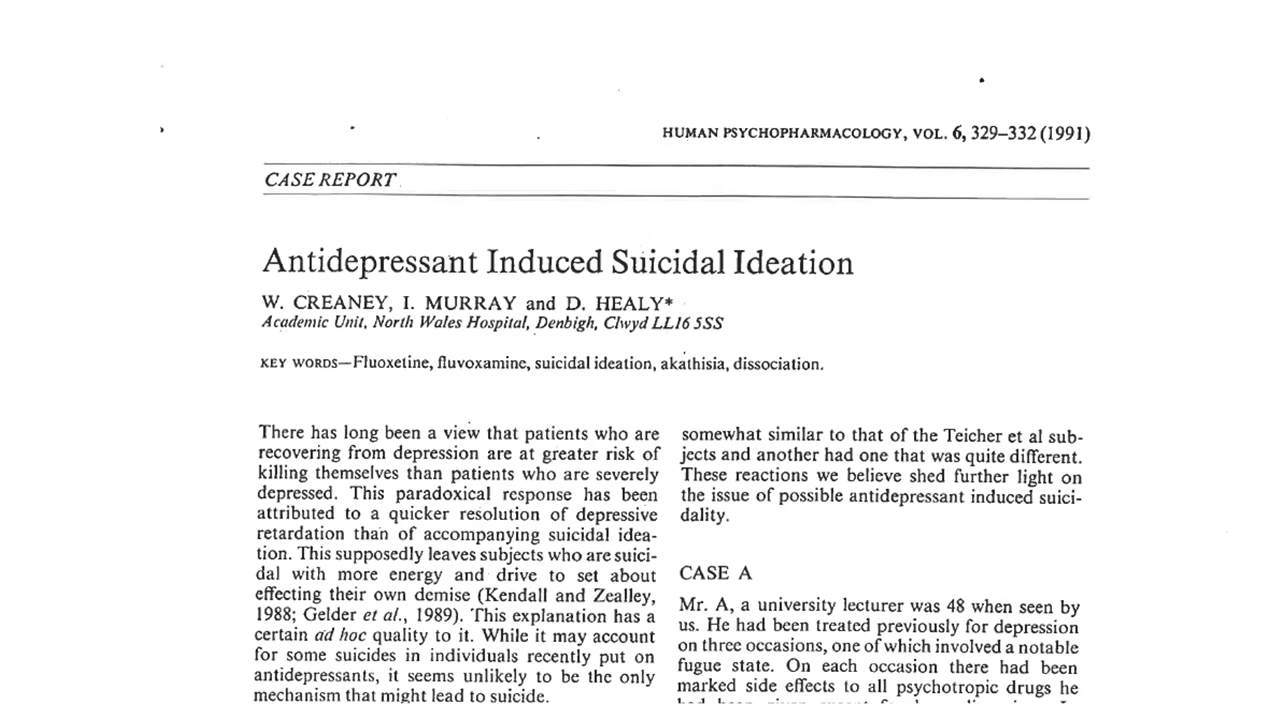 HUMAN PSYCHOPHARMACOLOGY, VOL. 6, 329–332 (1991)
CASE REPORT
Antidepressant Induced Suicidal Ideation
W. CREANEY, I. MURRAY and D. HEALY*
Academic Unit, North Wales Hospital, Denbigh, Clwyd LL16 5SS
KEY WORDS—Fluoxetine, fluvoxamine, suicidal ideation, akathisia, dissociation.
There has long been a view that patients who are
recovering from depression are at greater risk of
killing themselves than patients who are severely
depressed. This paradoxical response has been
attributed to a quicker resolution of depressive
retardation than of accompanying suicidal idea-
tion. This supposedly leaves subjects who are suici-
dal with more energy and drive to set about
effecting their own demise (Kendall and Zealley,
1988; Gelder et al., 1989). This explanation has a
certain ad hoc quality to it. While it may account
for some suicides in individuals recently put on
antidepressants, it seems unlikely to be the only
mechanism that might lead to suicide.
somewhat similar to that of the Teicher et al sub-
jects and another had one that was quite different.
These reactions we believe shed further light on
the issue of possible antidepressant induced suici-
dality.
CASE A
Mr. A, a university lecturer was 48 when seen by
us. He had been treated previously for depression
on three occasions, one of which involved a notable
fugue state. On each occasion there had been
marked side effects to all psychotropic drugs he